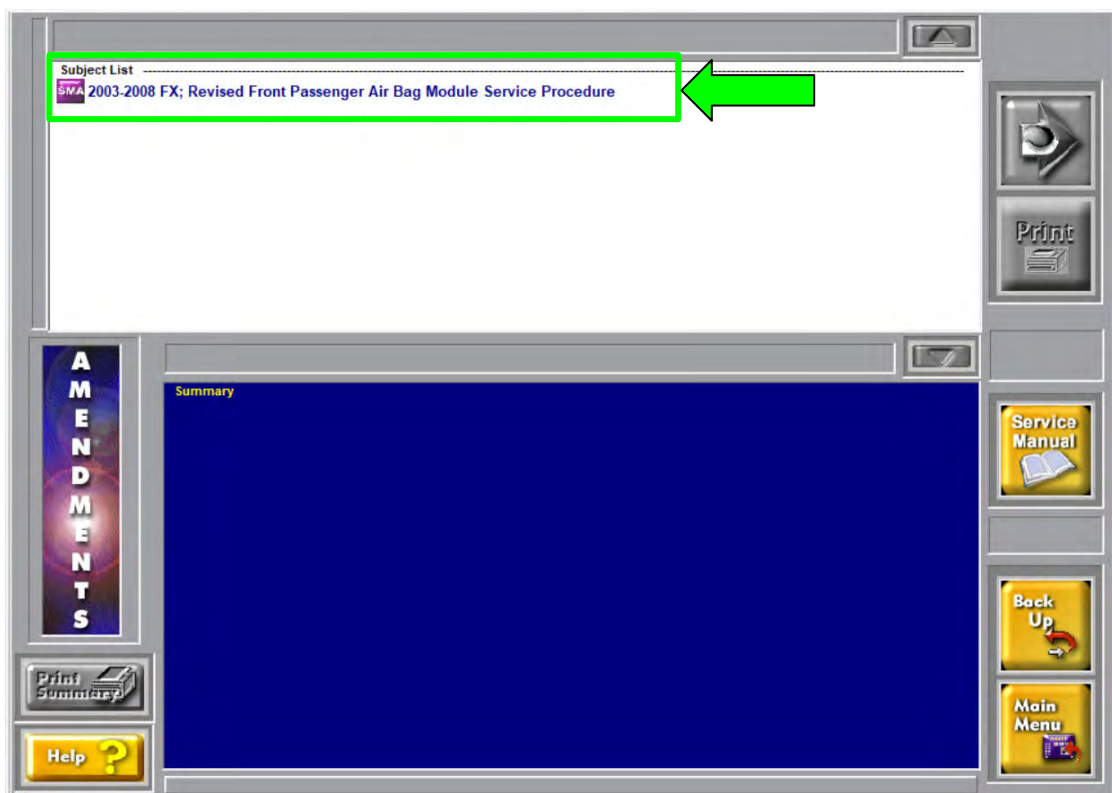 Subject List
SMA 2003-2008 FX; Revised Front Passenger Air Bag Module Service Procedure
Print
AMENDMENTS
Summary
Service
Manual
Back
Up
Print
Summary
Main
Menu
Help ?